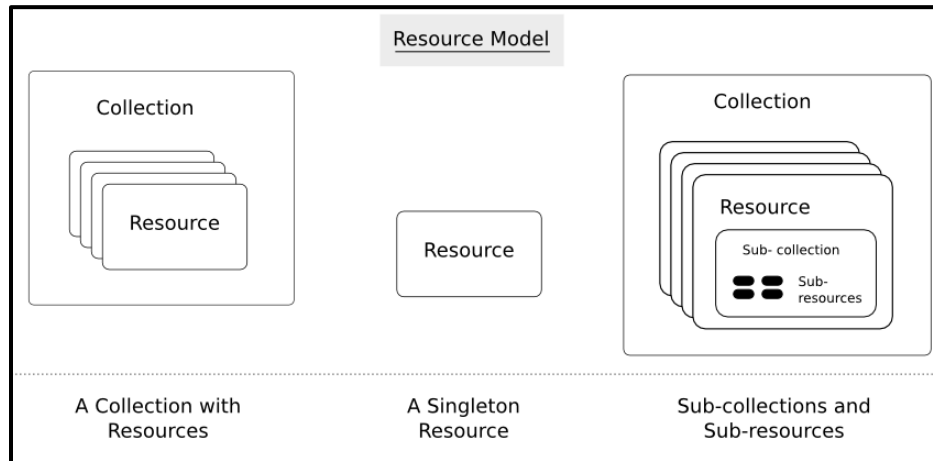 Resource Model
Collection
Resource
Resource
Collection
Resource
Sub- collection
Sub-
resources
A Collection with
Resources
A Singleton
Resource
Sub-collections and
Sub-resources